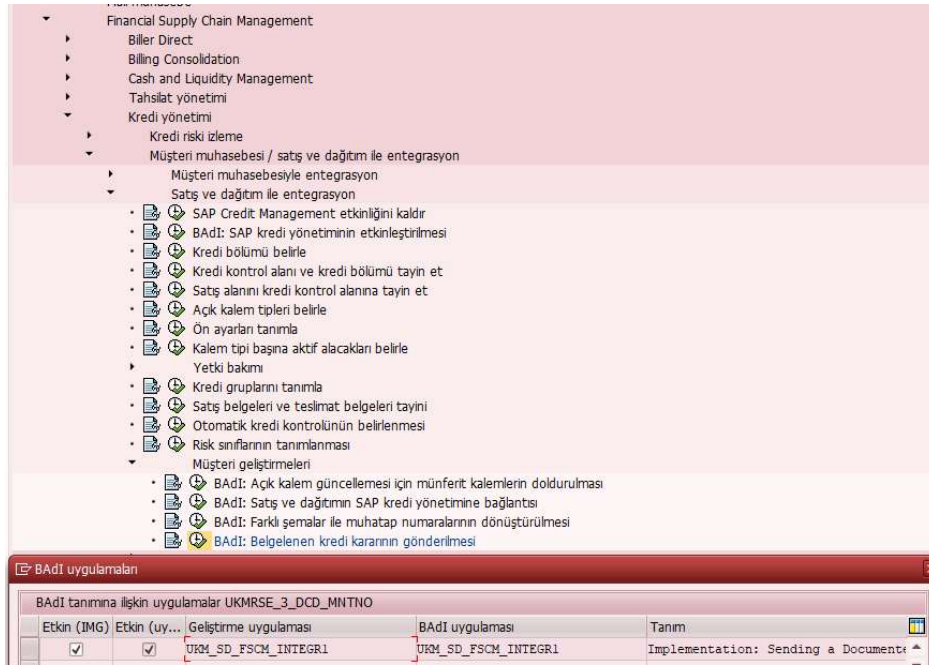 Financial Supply Chain Management
Biller Direct
Billing Consolidation
Cash and Liquidity Management
Tahsilat yönetimi
Kredi yönetimi
Kredi riski izleme
Müşteri muhasebesi / satış ve dağıtım ile entegrasyon
Müşteri muhasebesiyle entegrasyon
Satış ve dağıtım ile entegrasyon
SAP Credit Management etkinliğini kaldır
BAdI: SAP kredi yönetiminin etkinleştirilmesi
Kredi bölümü belirle
Kredi kontrol alanı ve kredi bölümü tayin et
Satış alanını kredi kontrol alanına tayin et
Açık kalem tipleri belirle
Ön ayarları tanımla
Kalem tipi başına aktif alacakları belirle
Yetki bakımı
Kredi gruplarını tanımla
Satış belgeleri ve teslimat belgeleri tayini
Otomatik kredi kontrolünün belirlenmesi
Risk sınıflarının tanımlanması
Müşteri geliştirmeleri
BAdI: Açık kalem güncellemesi için münferit kalemlerin doldurulması
BAdI: Satış ve dağıtımın SAP kredi yönetimine bağlantısı
BAdI: Farklı şemalar ile muhatap numaralarının dönüştürülmesi
BAdI: Belgelenen kredi kararının gönderilmesi
BAdI uygulamaları
BAdI tanımına ilişkin uygulamalar UKMRSE_3_DCD_MNTNO
Etkin (IMG) Etkin (uy... Geliştirme uygulaması BAdI uygulaması Tanım
UKM_SD_FSCM_INTEGR1 UKM_SD_FSCM_INTEGR1 Implementation: Sending a Documente